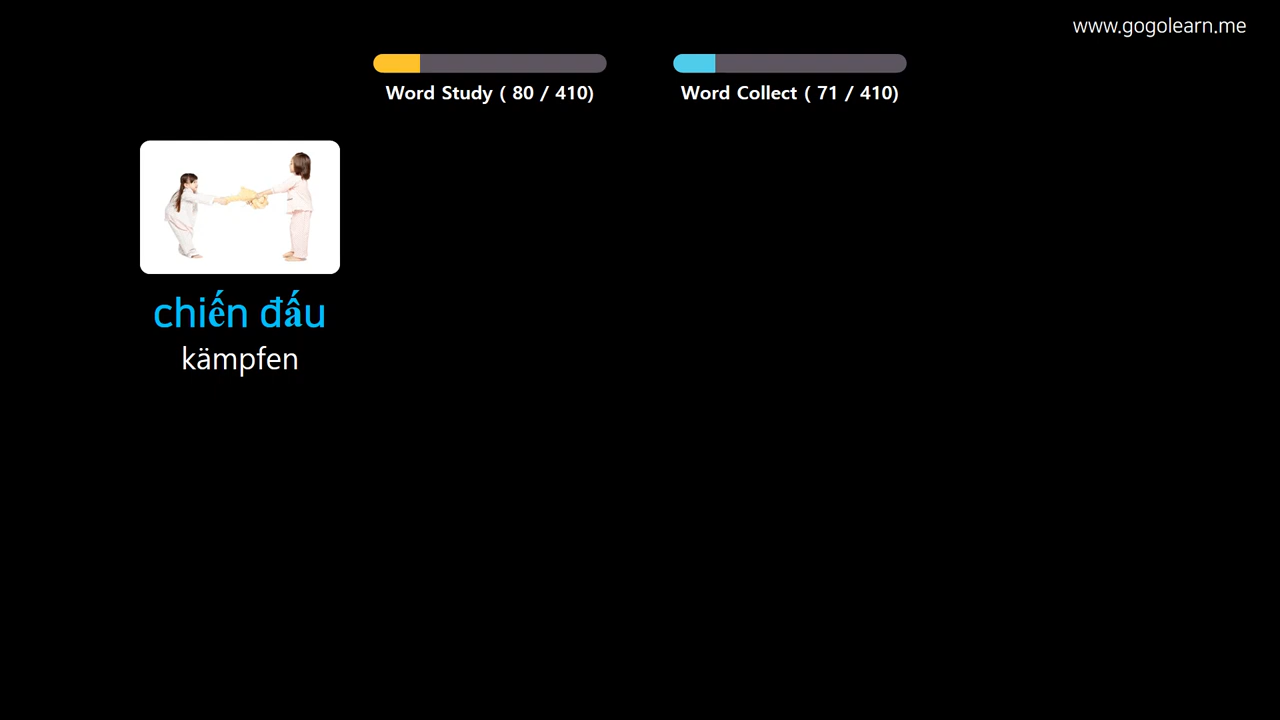 www.gogolearn.me
Word Study ( 80 / 410)
Word Collect ( 71 / 410)
chiến đấu
kämpfen